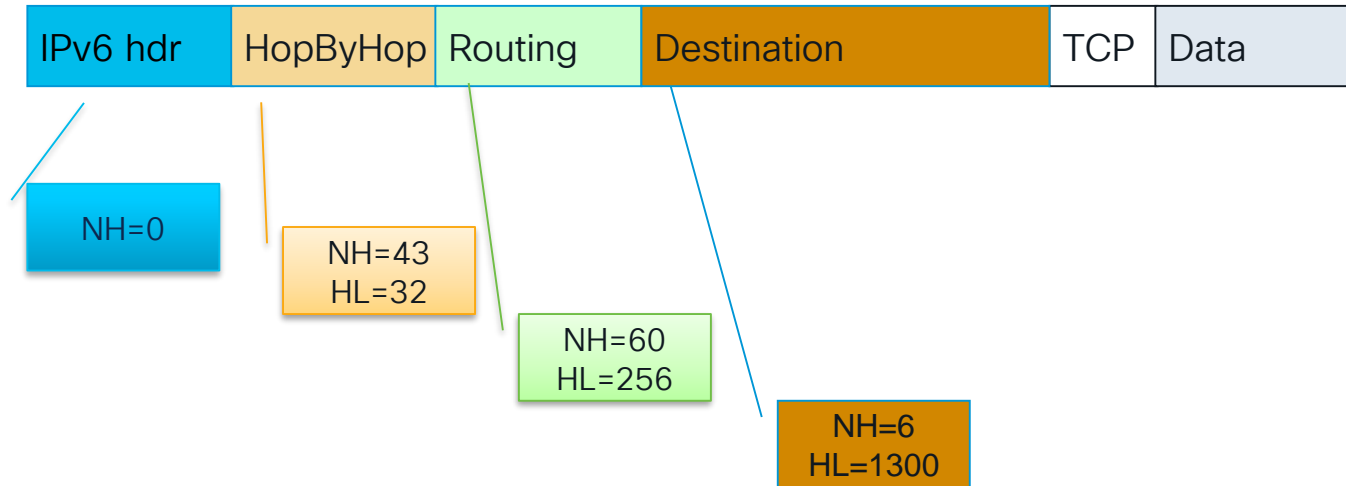 IPv6 hdr HopByHop Routing Destination TCP Data
NH=0
NH=43
HL=32
NH=60
HL=256
NH=6
HL=1300